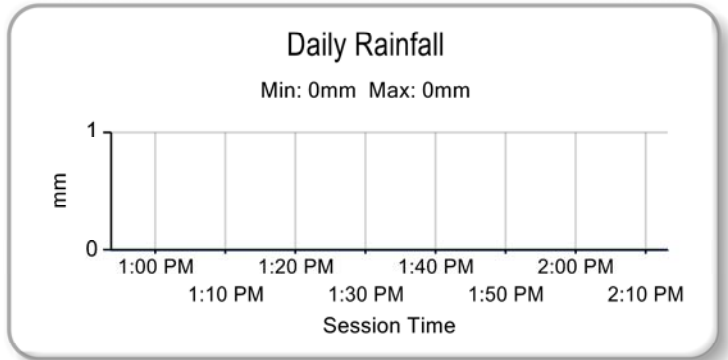 Daily Rainfall
Min: 0mm  Max: 0mm
1
mm
0
1:00 PM 1:20 PM 1:40 PM 2:00 PM
1:10 PM 1:30 PM 1:50 PM 2:10 PM
Session Time